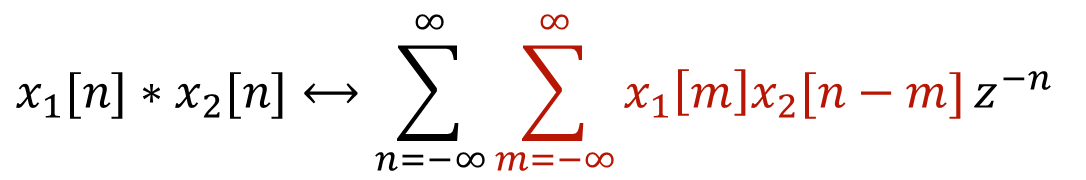 x₁[n] ∗ x₂[n] ↔ ∑_{n=−∞}^{∞} ∑_{m=−∞}^{∞} x₁[m]x₂[n − m] z⁻ⁿ